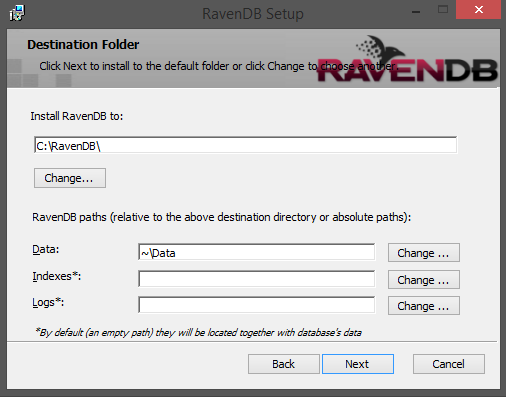 RavenDB Setup
Destination Folder
Click Next to install to the default folder or click Change to choose another.
RAVENDB
Install RavenDB to:
C:\RavenDB\
Change...
RavenDB paths (relative to the above destination directory or absolute paths):
Data: ~\Data Change ...
Indexes*: Change ...
Logs*: Change ...
*By default (an empty path) they will be located together with database's data
Back Next Cancel